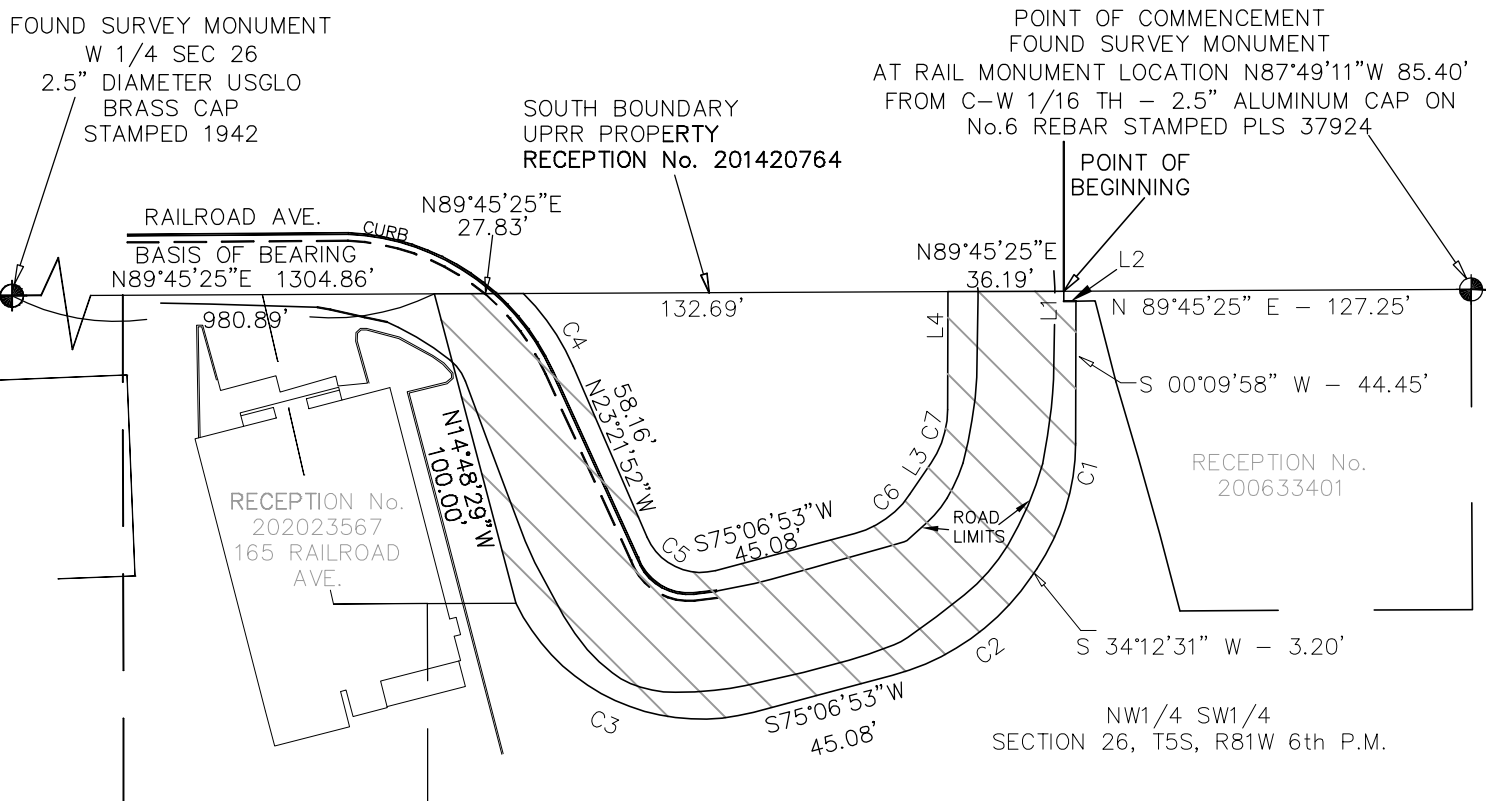 FOUND SURVEY MONUMENT
W 1/4 SEC 26
2.5" DIAMETER USGLO
BRASS CAP
STAMPED 1942
POINT OF COMMENCEMENT
FOUND SURVEY MONUMENT
AT RAIL MONUMENT LOCATION N87°49'11"W 85.40'
FROM C-W 1/16 TH - 2.5" ALUMINUM CAP ON
No.6 REBAR STAMPED PLS 37924
SOUTH BOUNDARY
UPRR PROPERTY
RECEPTION No. 201420764
POINT OF
BEGINNING
RAILROAD AVE.
CURB
N89°45'25"E
27.83'
BASIS OF BEARING
N89°45'25"E 1304.86'
980.89'
132.69'
N89°45'25"E
36.19'
L2
L1
N 89°45'25" E - 127.25'
L4
C4
S 00°09'58" W - 44.45'
58.16'
N23°21'52"W
N14°48'29"W
100.00'
C7
L3
C6
C1
RECEPTION No.
200633401
RECEPTION No.
202023567
165 RAILROAD
AVE.
ROAD
LIMITS
C5
S75°06'53"W
45.08'
C2
S 34°12'31" W - 3.20'
C3
S75°06'53"W
45.08'
NW1/4 SW1/4
SECTION 26, T5S, R81W 6th P.M.